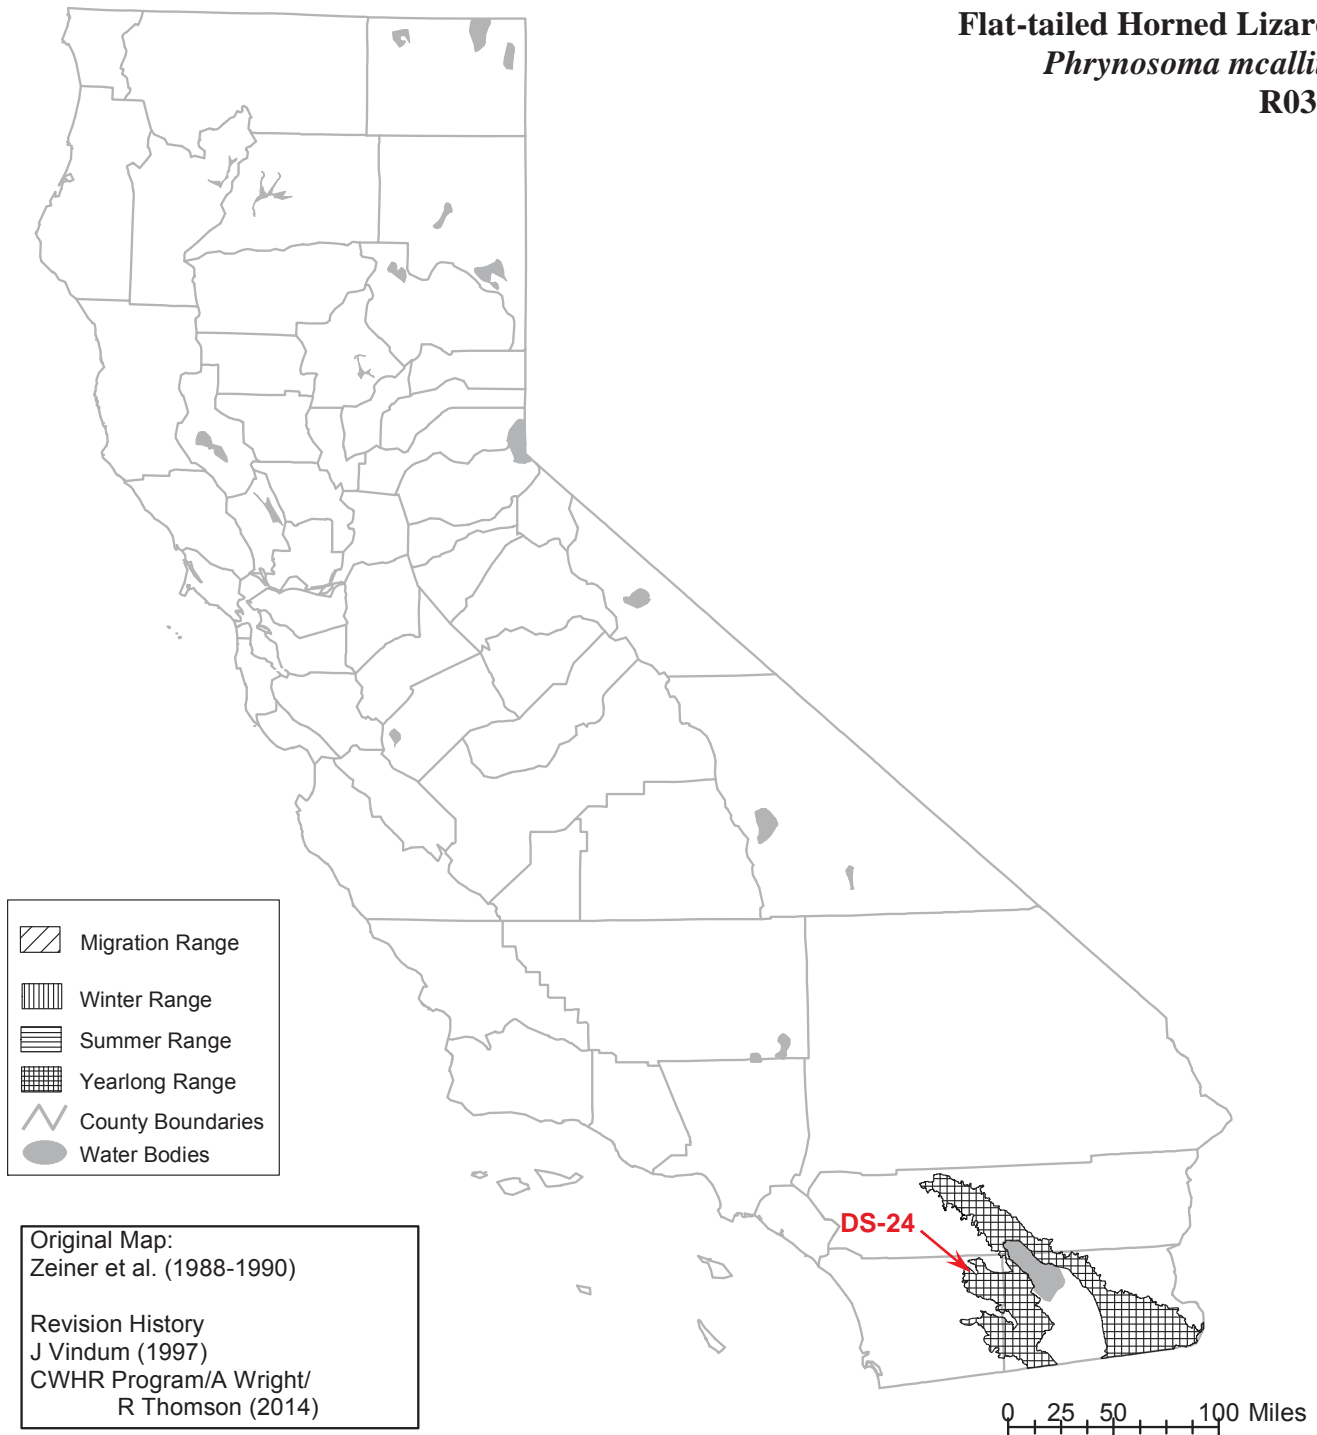 Flat-tailed Horned Lizar
Phrynosoma mcalli
R03
Migration Range
Winter Range
Summer Range
Yearlong Range
County Boundaries
Water Bodies
DS-24
Original Map:
Zeiner et al. (1988-1990)
Revision History
J Vindum (1997)
CWHR Program/A Wright/
R Thomson (2014)
0 25 50 100 Miles